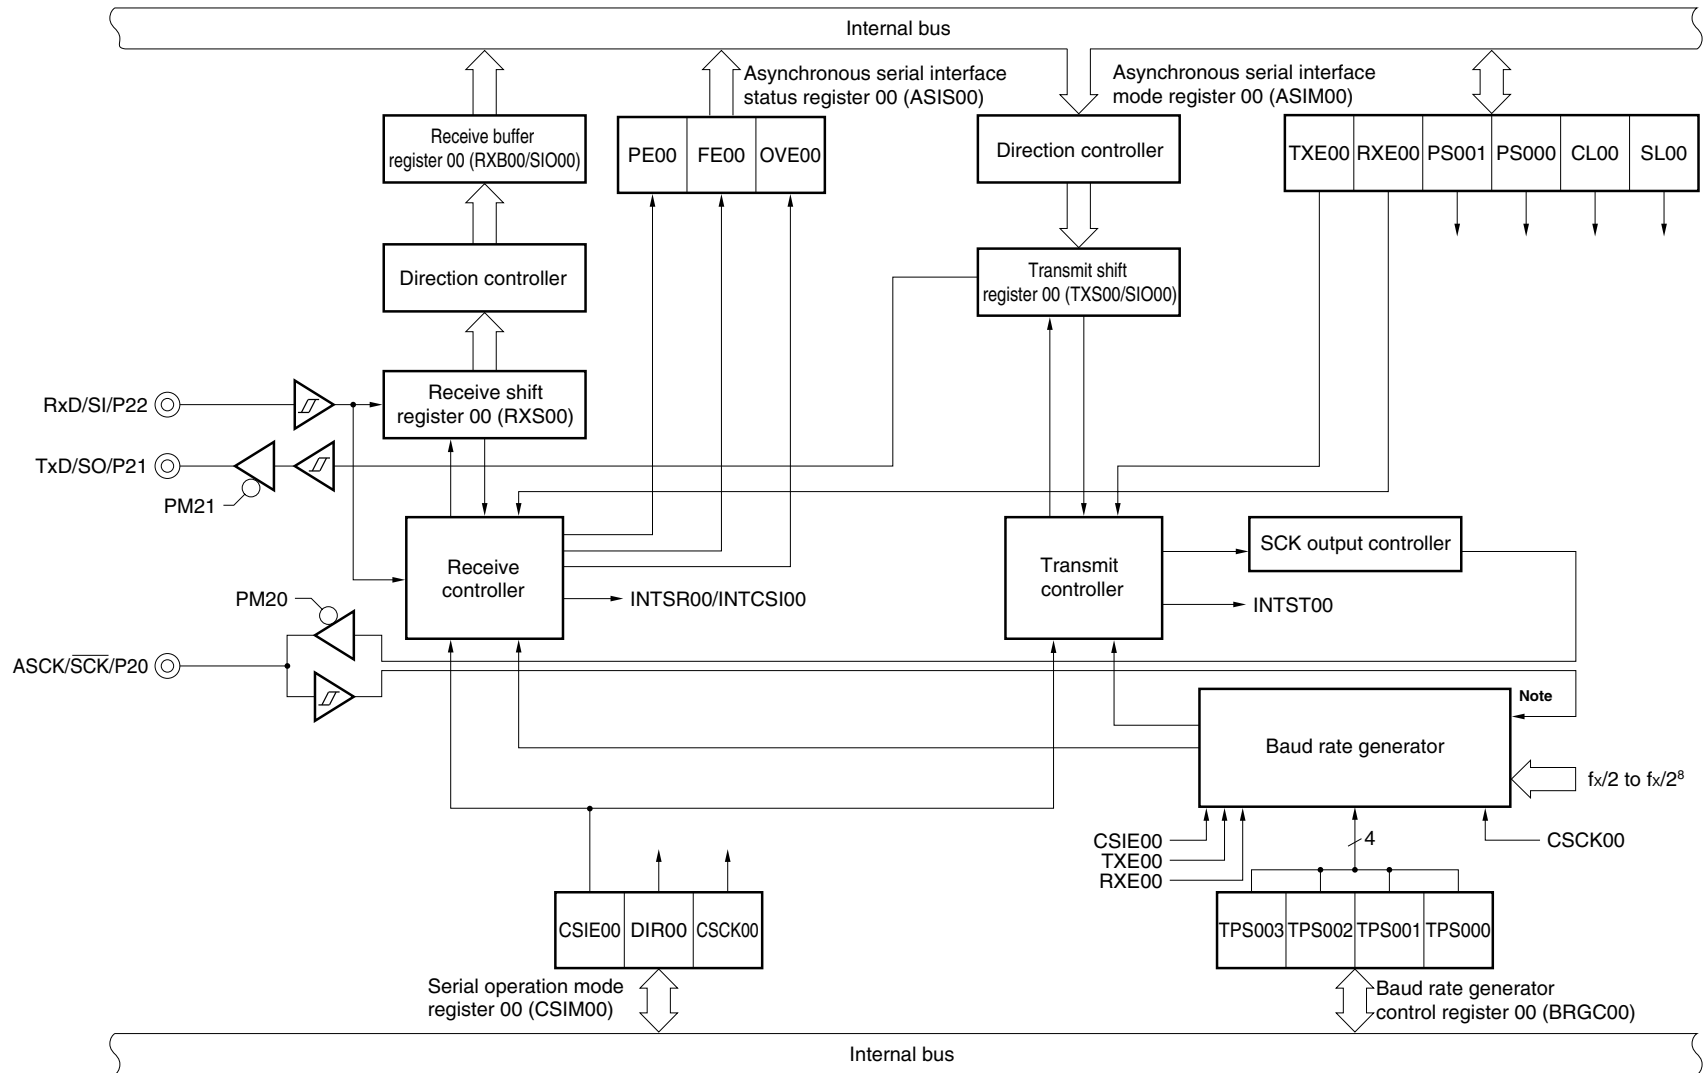 Internal bus
Asynchronous serial interface
status register 00 (ASIS00)
Asynchronous serial interface
mode register 00 (ASIM00)
Receive buffer
register 00 (RXB00/SIO00)
PE00 FE00 OVE00
Direction controller
TXE00 RXE00 PS001 PS000 CL00 SL00
Direction controller
Transmit shift
register 00 (TXS00/SIO00)
Receive shift
register 00 (RXS00)
RxD/SI/P22
TxD/SO/P21
PM21
Receive
controller
Transmit
controller
SCK output controller
INTSR00/INTCSI00
INTST00
PM20
ASCK/SCK/P20
Note
Baud rate generator
fx/2 to fx/2⁸
CSIE00
TXE00
RXE00
4
CSCK00
CSIE00 DIR00 CSCK00
TPS003 TPS002 TPS001 TPS000
Serial operation mode
register 00 (CSIM00)
Baud rate generator
control register 00 (BRGC00)
Internal bus